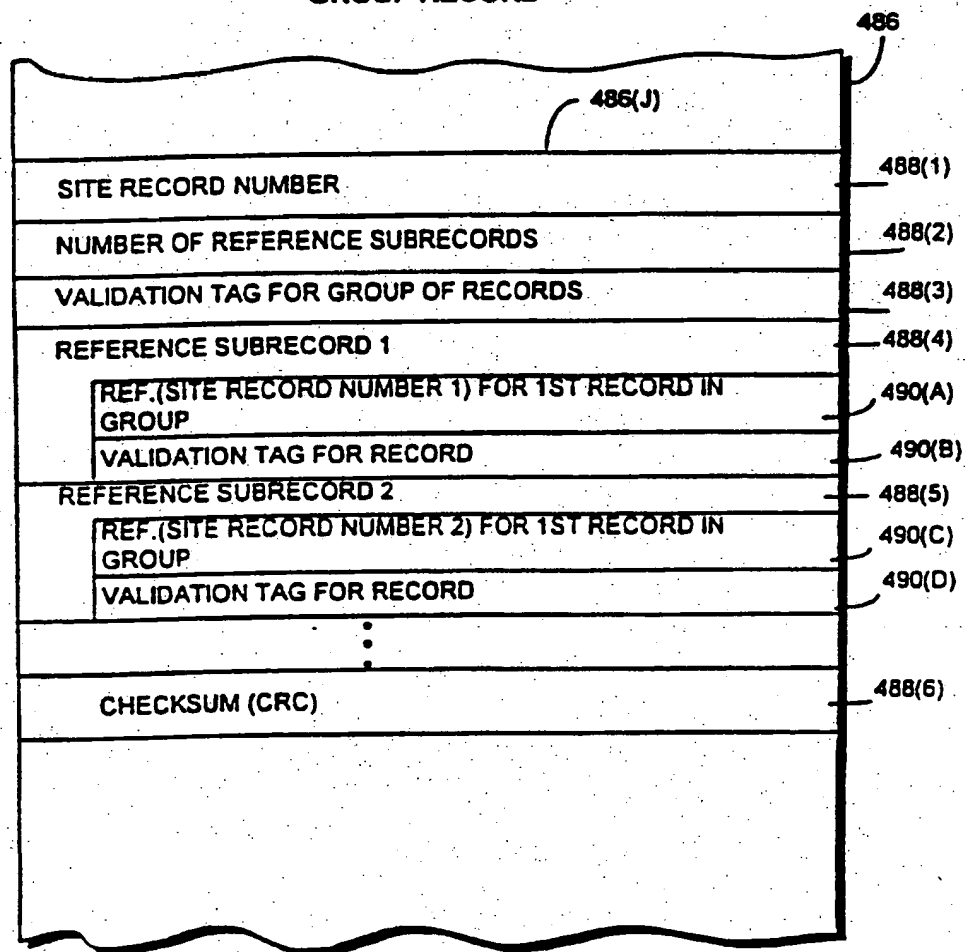 GROUP RECORD
486
486(J)
SITE RECORD NUMBER 488(1)
NUMBER OF REFERENCE SUBRECORDS 488(2)
VALIDATION TAG FOR GROUP OF RECORDS 488(3)
REFERENCE SUBRECORD 1 488(4)
REF.(SITE RECORD NUMBER 1) FOR 1ST RECORD IN
GROUP 490(A)
VALIDATION TAG FOR RECORD 490(B)
REFERENCE SUBRECORD 2 488(5)
REF.(SITE RECORD NUMBER 2) FOR 1ST RECORD IN
GROUP 490(C)
VALIDATION TAG FOR RECORD 490(D)
CHECKSUM (CRC) 488(6)